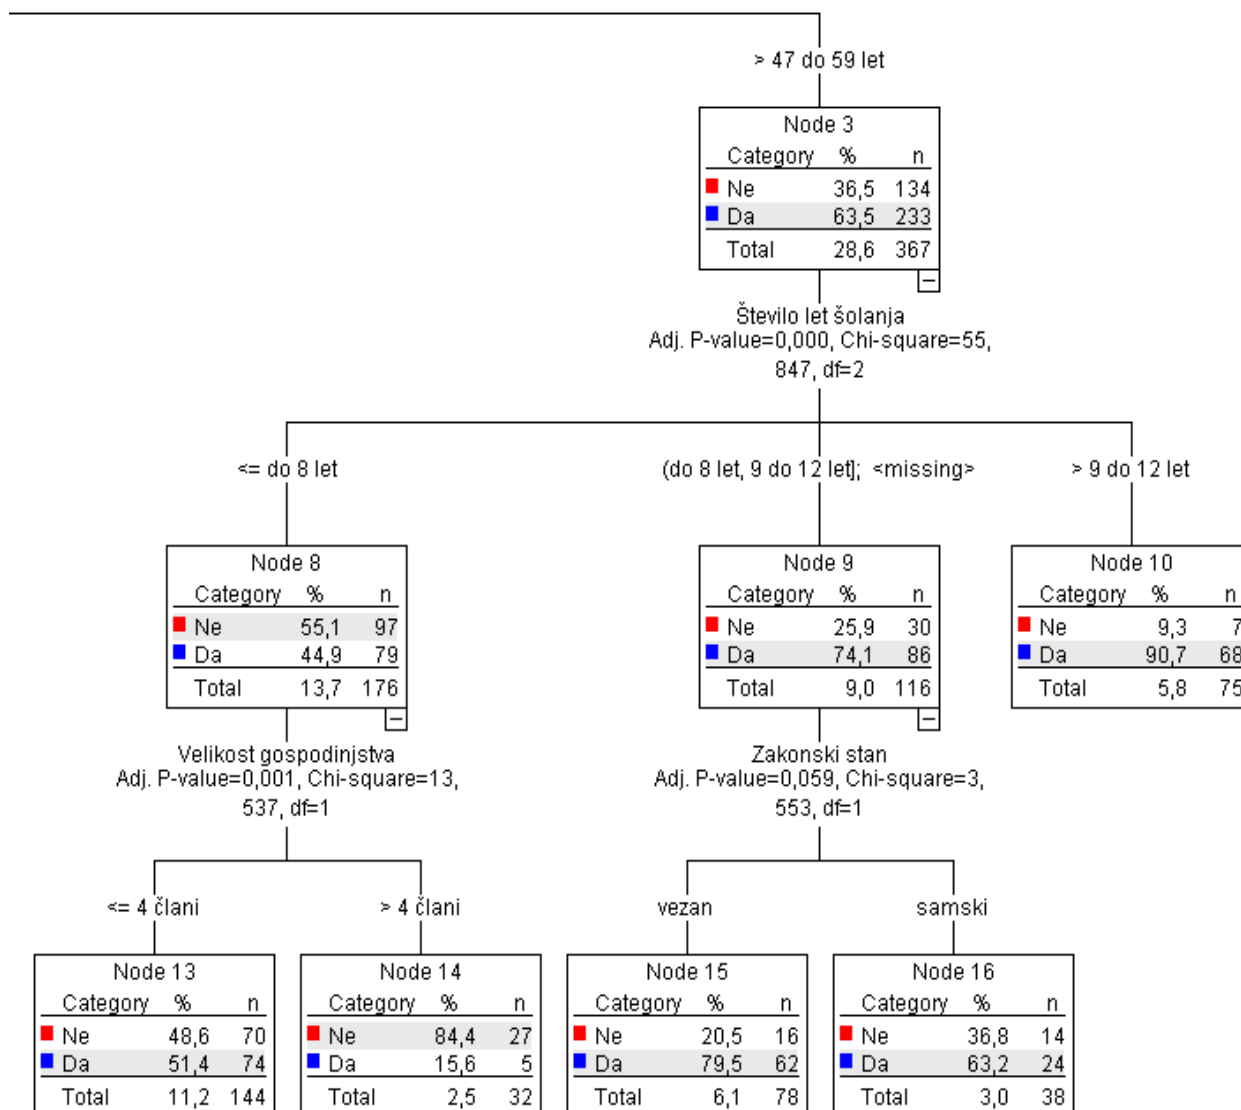 > 47 do 59 let
Node 3
Category % n
Ne 36,5 134
Da 63,5 233
Total 28,6 367
Število let šolanja
Adj. P-value=0,000, Chi-square=55,
847, df=2
<= do 8 let
(do 8 let, 9 do 12 let]; <missing>
> 9 do 12 let
Node 8
Category % n
Ne 55,1 97
Da 44,9 79
Total 13,7 176
Node 9
Category % n
Ne 25,9 30
Da 74,1 86
Total 9,0 116
Node 10
Category % n
Ne 9,3 7
Da 90,7 68
Total 5,8 75
Velikost gospodinjstva
Adj. P-value=0,001, Chi-square=13,
537, df=1
Zakonski stan
Adj. P-value=0,059, Chi-square=3,
553, df=1
<= 4 člani
> 4 člani
vezan
samski
Node 13
Category % n
Ne 48,6 70
Da 51,4 74
Total 11,2 144
Node 14
Category % n
Ne 84,4 27
Da 15,6 5
Total 2,5 32
Node 15
Category % n
Ne 20,5 16
Da 79,5 62
Total 6,1 78
Node 16
Category % n
Ne 36,8 14
Da 63,2 24
Total 3,0 38